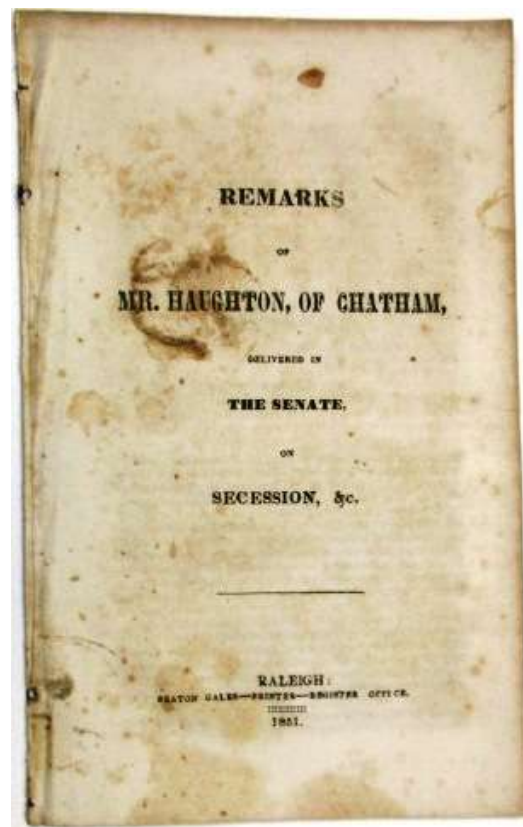 REMARKS
OF
MR. HAUGHTON, OF CHATHAM,
DELIVERED IN
THE SENATE,
ON
SECESSION, &c.
RALEIGH:
SEATON GALES—PRINTER—REGISTER OFFICE.
1851.